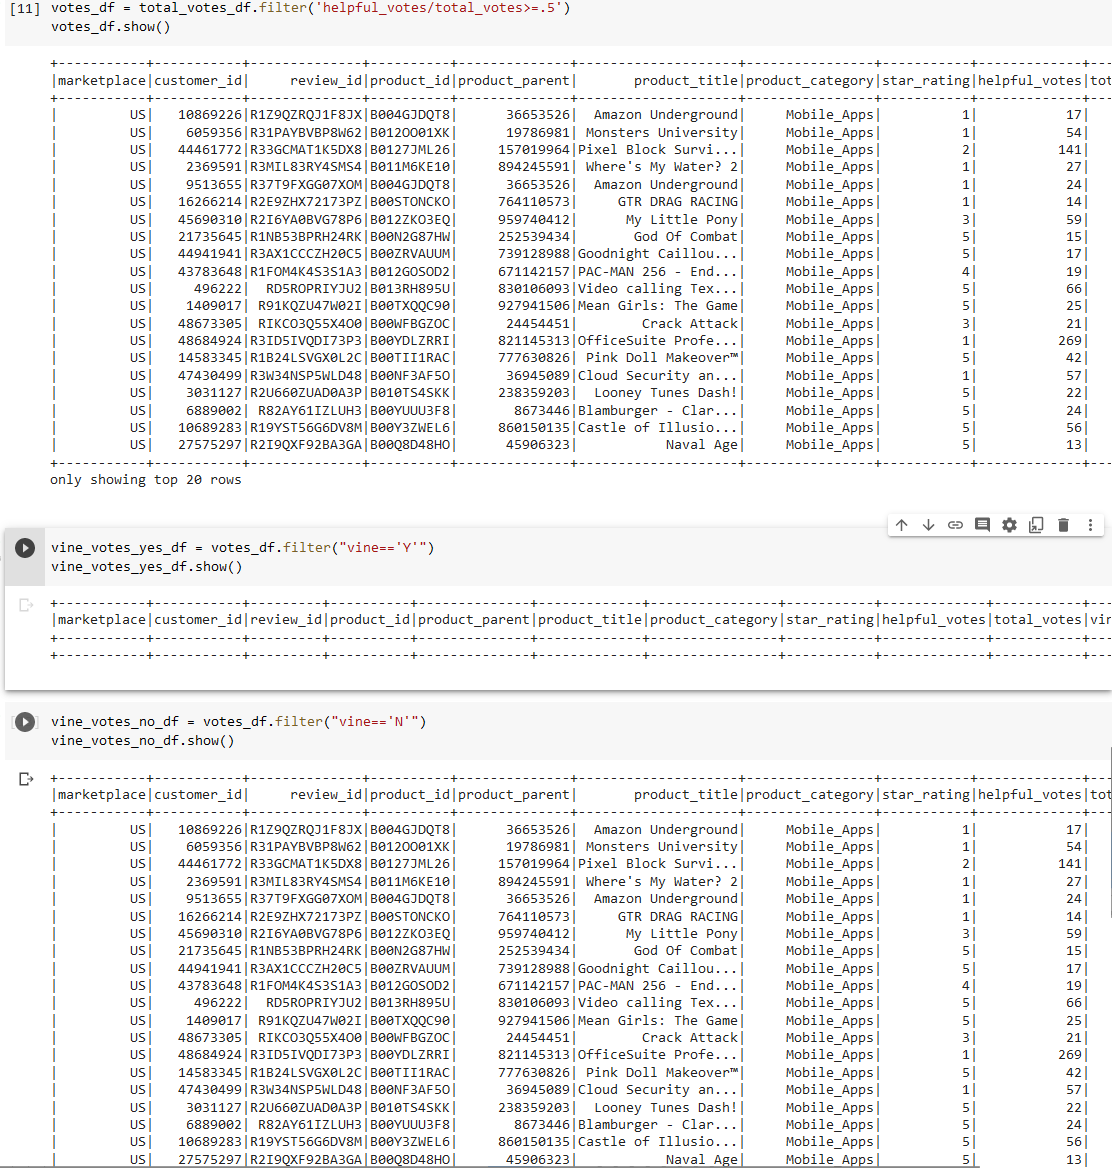 [11] votes_df = total_votes_df.filter('helpful_votes/total_votes>=.5')
votes_df.show()
+-----------+-----------+--------------+----------+--------------+--------------------+----------------+-----------+-------------+---
|marketplace|customer_id|     review_id|product_id|product_parent|       product_title|product_category|star_rating|helpful_votes|tot
+-----------+-----------+--------------+----------+--------------+--------------------+----------------+-----------+-------------+---
|         US|   10869226|R1Z9QZRQJ1F8JX|B004GJDQT8|      36653526|  Amazon Underground|     Mobile_Apps|          1|           17|
|         US|    6059356|R31PAYBVBP8W62|B012OO01XK|      19786981| Monsters University|     Mobile_Apps|          1|           54|
|         US|   44461772|R33GCMAT1K5DX8|B0127JML26|     157019964|Pixel Block Survi...|     Mobile_Apps|          2|          141|
|         US|    2369591|R3MIL83RY4SMS4|B011M6KE10|     894245591| Where's My Water? 2|     Mobile_Apps|          1|           27|
|         US|    9513655|R37T9FXGG07XOM|B004GJDQT8|      36653526|  Amazon Underground|     Mobile_Apps|          1|           24|
|         US|   16266214|R2E9ZHX72173PZ|B00STONCKO|     764110573|     GTR DRAG RACING|     Mobile_Apps|          1|           14|
|         US|   45690310|R2I6YA0BVG78P6|B012ZKO3EQ|     959740412|      My Little Pony|     Mobile_Apps|          3|           59|
|         US|   21735645|R1NB53BPRH24RK|B00N2G87HW|     252539434|       God Of Combat|     Mobile_Apps|          5|           15|
|         US|   44941941|R3AX1CCCZH20C5|B00ZRVAUUM|     739128988|Goodnight Caillou...|     Mobile_Apps|          5|           17|
|         US|   43783648|R1FOM4K4S3S1A3|B012GOSOD2|     671142157|PAC-MAN 256 - End...|     Mobile_Apps|          4|           19|
|         US|     496222| RD5ROPRIYJU2|B013RH895U|     830106093|Video calling Tex...|     Mobile_Apps|          5|           66|
|         US|    1409017| R91KQZU47W02I|B00TXQQC90|     927941506|Mean Girls: The Game|     Mobile_Apps|          5|           25|
|         US|   48673305| RIKCO3Q55X4O0|B00WFBGZOC|      24454451|        Crack Attack|     Mobile_Apps|          3|           21|
|         US|   48684924|R3ID5IVQDI73P3|B00YDLZRRI|     821145313|OfficeSuite Profe...|     Mobile_Apps|          1|          269|
|         US|   14583345|R1B24LSVGX0L2C|B00TII1RAC|     777630826| Pink Doll Makeover™|     Mobile_Apps|          5|           42|
|         US|   47430499|R3W34NSP5WLD48|B00NF3AF5O|      36945089|Cloud Security an...|     Mobile_Apps|          1|           57|
|         US|    3031127|R2U660ZUAD0A3P|B010TS4SKK|     238359203|  Looney Tunes Dash!|     Mobile_Apps|          5|           22|
|         US|    6889002| R82AY61IZLUH3|B00YUUU3F8|       8673446|Blamburger - Clar...|     Mobile_Apps|          5|           24|
|         US|   10689283|R19YST56G6DV8M|B00Y3ZWEL6|     860150135|Castle of Illusio...|     Mobile_Apps|          5|           56|
|         US|   27575297|R2I9QXF92BA3GA|B00Q8D48HO|      45906323|           Naval Age|     Mobile_Apps|          5|           13|
+-----------+-----------+--------------+----------+--------------+--------------------+----------------+-----------+-------------+---
only showing top 20 rows
vine_votes_yes_df = votes_df.filter("vine=='Y'")
vine_votes_yes_df.show()
+-----------+-----------+---------+----------+--------------+-------------+----------------+-----------+-------------+-----------+---
|marketplace|customer_id|review_id|product_id|product_parent|product_title|product_category|star_rating|helpful_votes|total_votes|vin
+-----------+-----------+---------+----------+--------------+-------------+----------------+-----------+-------------+-----------+---
+-----------+-----------+---------+----------+--------------+-------------+----------------+-----------+-------------+-----------+---
vine_votes_no_df = votes_df.filter("vine=='N'")
vine_votes_no_df.show()
+-----------+-----------+--------------+----------+--------------+--------------------+----------------+-----------+-------------+---
|marketplace|customer_id|     review_id|product_id|product_parent|       product_title|product_category|star_rating|helpful_votes|tot
+-----------+-----------+--------------+----------+--------------+--------------------+----------------+-----------+-------------+---
|         US|   10869226|R1Z9QZRQJ1F8JX|B004GJDQT8|      36653526|  Amazon Underground|     Mobile_Apps|          1|           17|
|         US|    6059356|R31PAYBVBP8W62|B012OO01XK|      19786981| Monsters University|     Mobile_Apps|          1|           54|
|         US|   44461772|R33GCMAT1K5DX8|B0127JML26|     157019964|Pixel Block Survi...|     Mobile_Apps|          2|          141|
|         US|    2369591|R3MIL83RY4SMS4|B011M6KE10|     894245591| Where's My Water? 2|     Mobile_Apps|          1|           27|
|         US|    9513655|R37T9FXGG07XOM|B004GJDQT8|      36653526|  Amazon Underground|     Mobile_Apps|          1|           24|
|         US|   16266214|R2E9ZHX72173PZ|B00STONCKO|     764110573|     GTR DRAG RACING|     Mobile_Apps|          1|           14|
|         US|   45690310|R2I6YA0BVG78P6|B012ZKO3EQ|     959740412|      My Little Pony|     Mobile_Apps|          3|           59|
|         US|   21735645|R1NB53BPRH24RK|B00N2G87HW|     252539434|       God Of Combat|     Mobile_Apps|          5|           15|
|         US|   44941941|R3AX1CCCZH20C5|B00ZRVAUUM|     739128988|Goodnight Caillou...|     Mobile_Apps|          5|           17|
|         US|   43783648|R1FOM4K4S3S1A3|B012GOSOD2|     671142157|PAC-MAN 256 - End...|     Mobile_Apps|          4|           19|
|         US|     496222| RD5ROPRIYJU2|B013RH895U|     830106093|Video calling Tex...|     Mobile_Apps|          5|           66|
|         US|    1409017| R91KQZU47W02I|B00TXQQC90|     927941506|Mean Girls: The Game|     Mobile_Apps|          5|           25|
|         US|   48673305| RIKCO3Q55X4O0|B00WFBGZOC|      24454451|        Crack Attack|     Mobile_Apps|          3|           21|
|         US|   48684924|R3ID5IVQDI73P3|B00YDLZRRI|     821145313|OfficeSuite Profe...|     Mobile_Apps|          1|          269|
|         US|   14583345|R1B24LSVGX0L2C|B00TII1RAC|     777630826| Pink Doll Makeover™|     Mobile_Apps|          5|           42|
|         US|   47430499|R3W34NSP5WLD48|B00NF3AF5O|      36945089|Cloud Security an...|     Mobile_Apps|          1|           57|
|         US|    3031127|R2U660ZUAD0A3P|B010TS4SKK|     238359203|  Looney Tunes Dash!|     Mobile_Apps|          5|           22|
|         US|    6889002| R82AY61IZLUH3|B00YUUU3F8|       8673446|Blamburger - Clar...|     Mobile_Apps|          5|           24|
|         US|   10689283|R19YST56G6DV8M|B00Y3ZWEL6|     860150135|Castle of Illusio...|     Mobile_Apps|          5|           56|
|         US|   27575297|R2I9QXF92BA3GA|B00Q8D48HO|      45906323|           Naval Age|     Mobile_Apps|          5|           13|